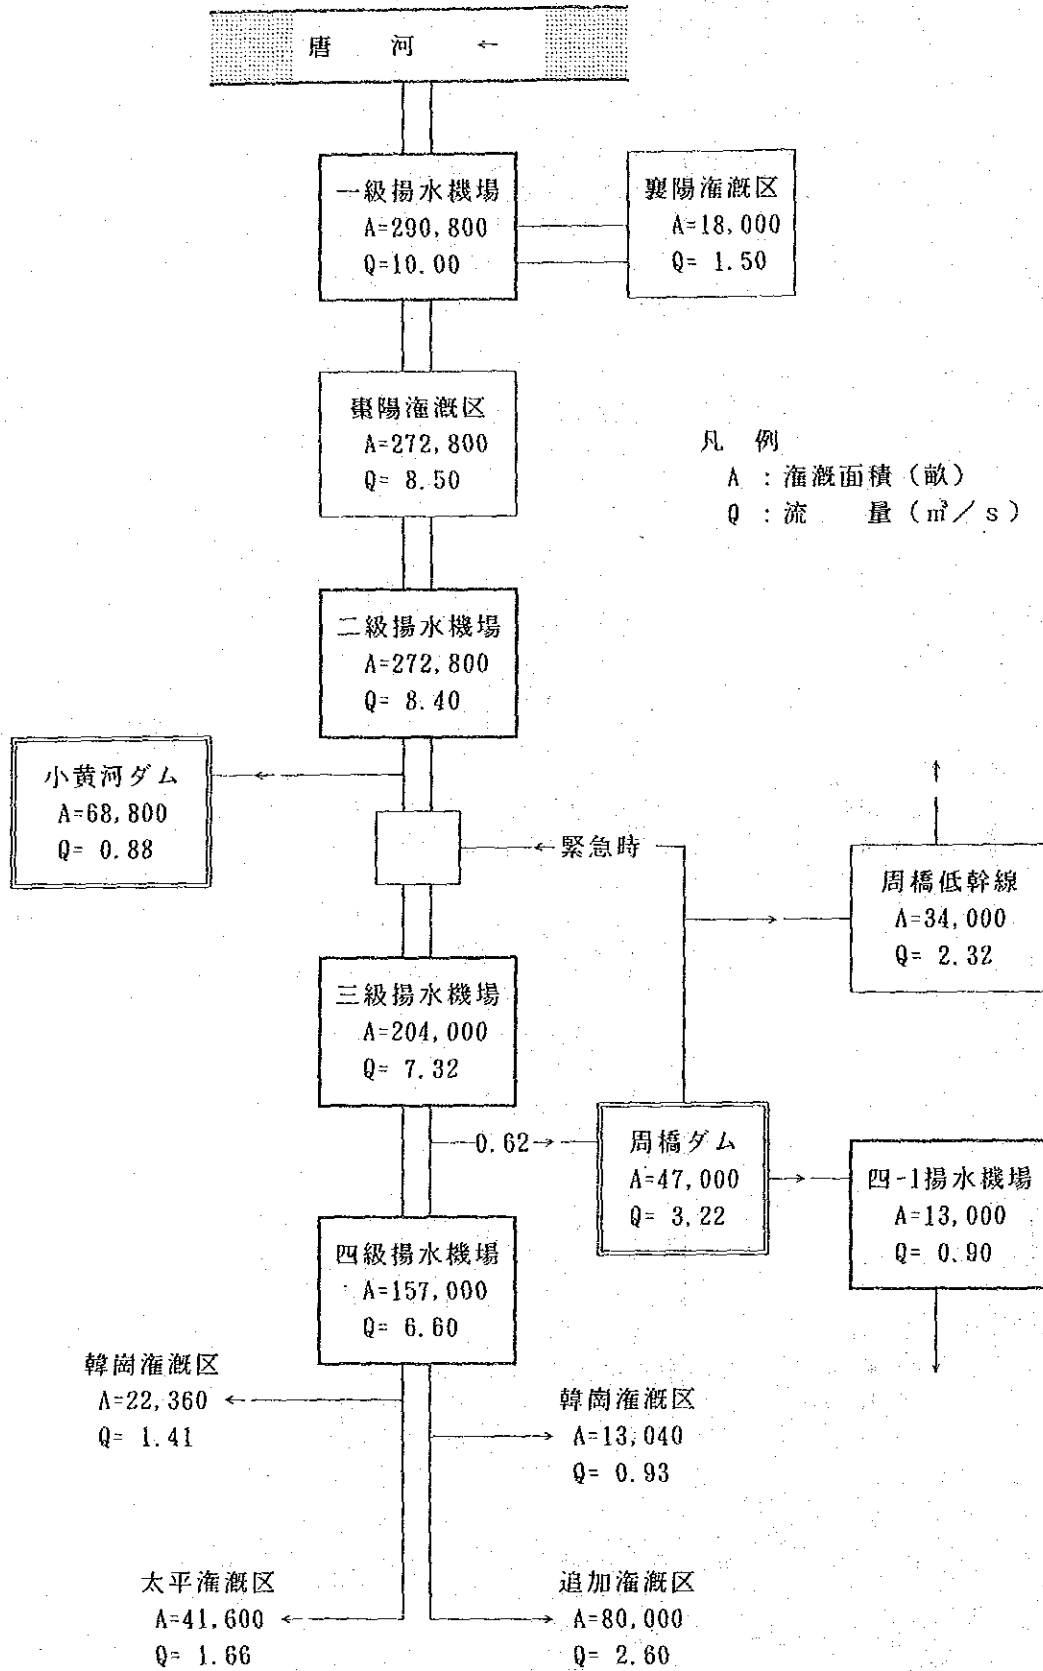 唐 河 ←
一級揚水機場
A=290,800
Q=10.00
襄陽潅漑区
A=18,000
Q= 1.50
棗陽潅漑区
A=272,800
Q= 8.50
凡 例
A : 潅漑面積 (畝)
Q : 流 量 (㎥/s)
二級揚水機場
A=272,800
Q= 8.40
小黄河ダム
A=68,800
Q= 0.88
緊急時
周橋低幹線
A=34,000
Q= 2.32
三級揚水機場
A=204,000
Q= 7.32
0.62
周橋ダム
A=47,000
Q= 3.22
四-1揚水機場
A=13,000
Q= 0.90
四級揚水機場
A=157,000
Q= 6.60
韓崗潅漑区
A=22,360
Q= 1.41
韓崗潅漑区
A=13,040
Q= 0.93
太平潅漑区
A=41,600
Q= 1.66
追加潅漑区
A=80,000
Q= 2.60